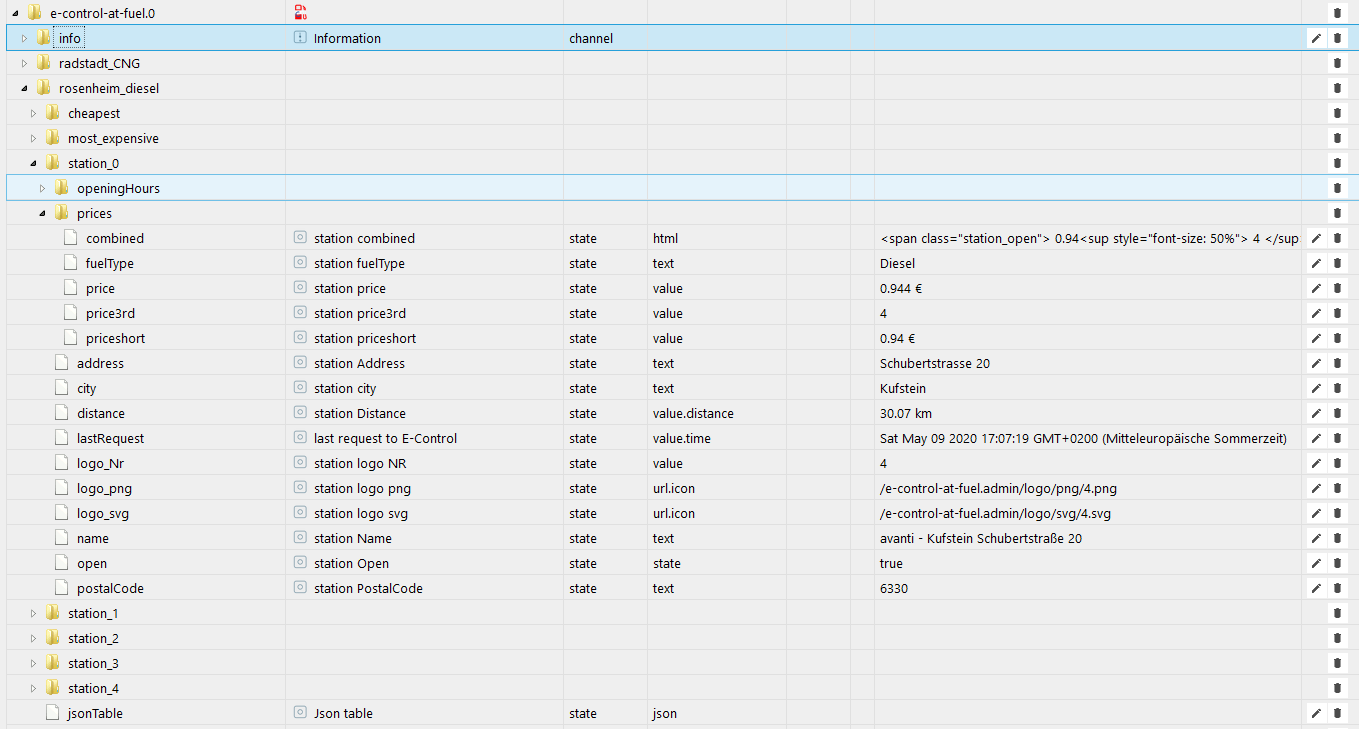 e-control-at-fuel.0
info Information channel
radstadt_CNG
rosenheim_diesel
cheapest
most_expensive
station_0
openingHours
prices
combined station combined state html <span class="station_open"> 0.94<sup style="font-size: 50%"> 4 </sup
fuelType station fuelType state text Diesel
price station price state value 0.944 €
price3rd station price3rd state value 4
priceshort station priceshort state value 0.94 €
address station Address state text Schubertstrasse 20
city station city state text Kufstein
distance station Distance state value.distance 30.07 km
lastRequest last request to E-Control state value.time Sat May 09 2020 17:07:19 GMT+0200 (Mitteleuropäische Sommerzeit)
logo_Nr station logo NR state value 4
logo_png station logo png state url.icon /e-control-at-fuel.admin/logo/png/4.png
logo_svg station logo svg state url.icon /e-control-at-fuel.admin/logo/svg/4.svg
name station Name state text avanti - Kufstein Schubertstraße 20
open station Open state state true
postalCode station PostalCode state text 6330
station_1
station_2
station_3
station_4
jsonTable Json table state json